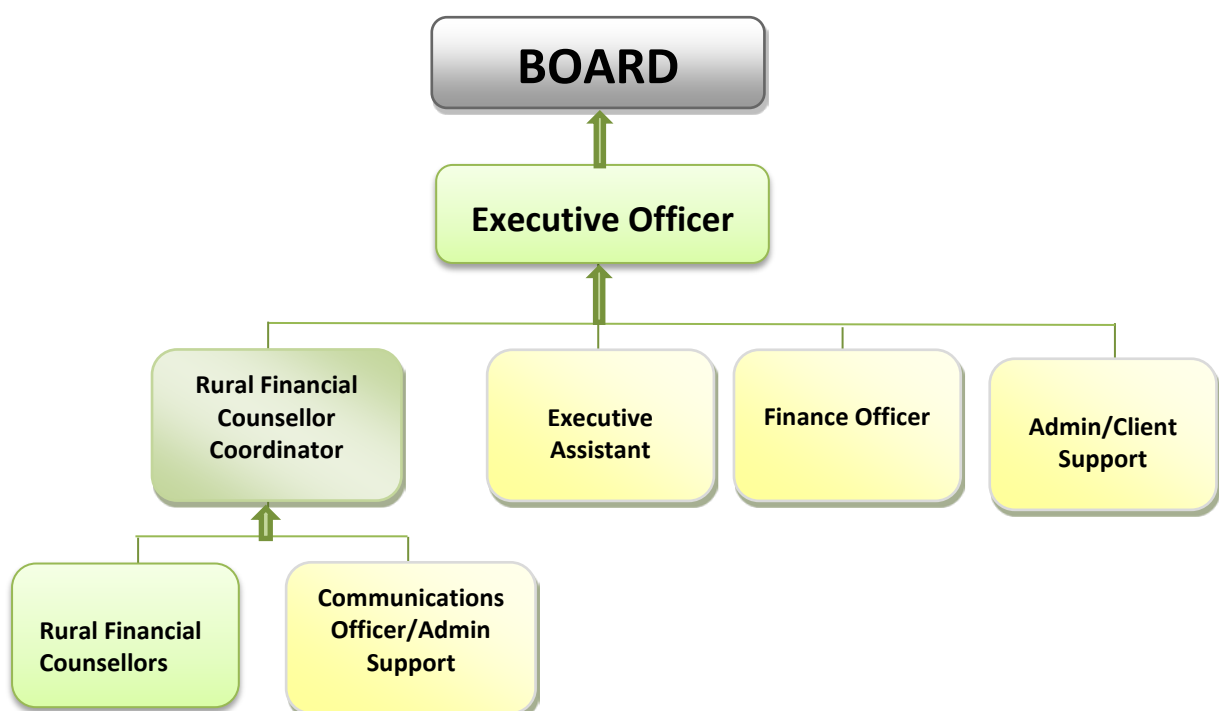 BOARD
Executive Officer
Rural Financial
Counsellor
Coordinator
Executive
Assistant
Finance Officer
Admin/Client
Support
Rural Financial
Counsellors
Communications
Officer/Admin
Support